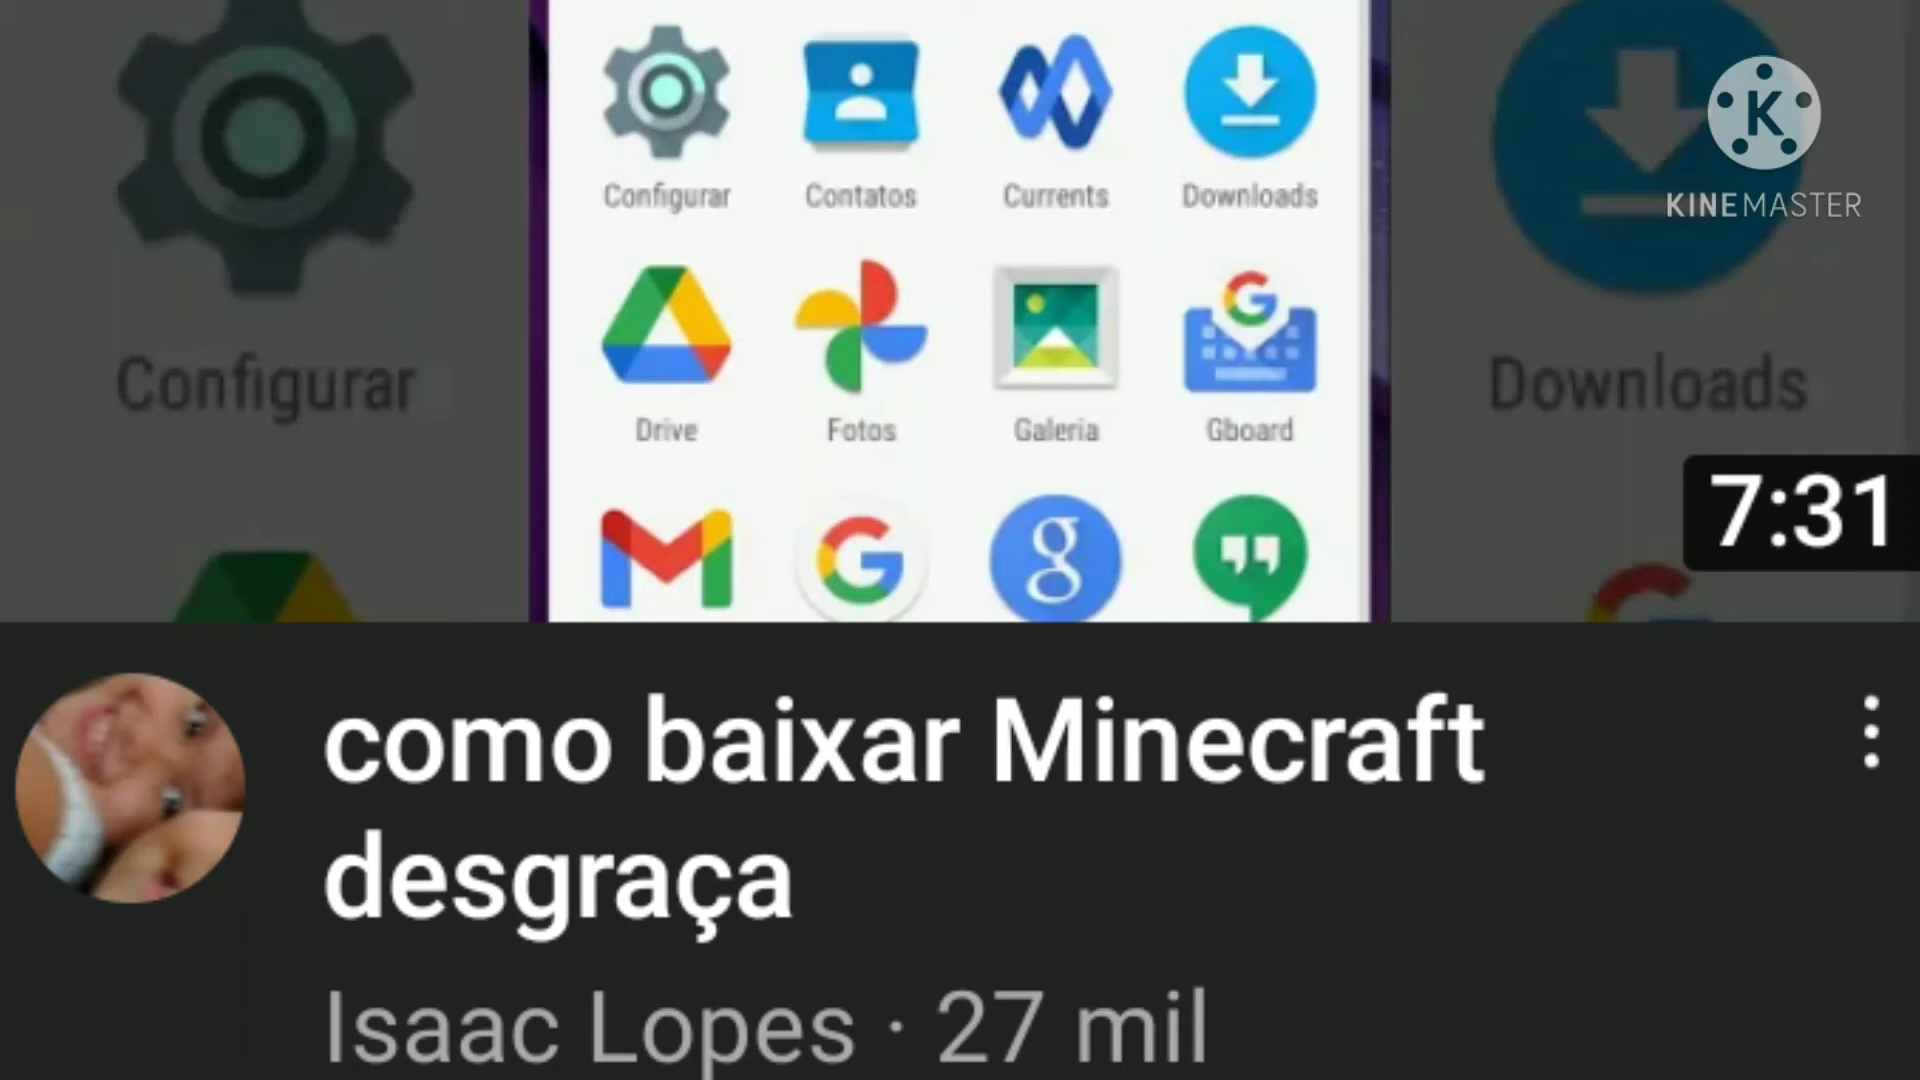 Configurar Contatos Currents Downloads
K
KINEMASTER
Configurar
Downloads
Drive Fotos Galeria Gboard
7:31
como baixar Minecraft
desgraça
Isaac Lopes · 27 mil